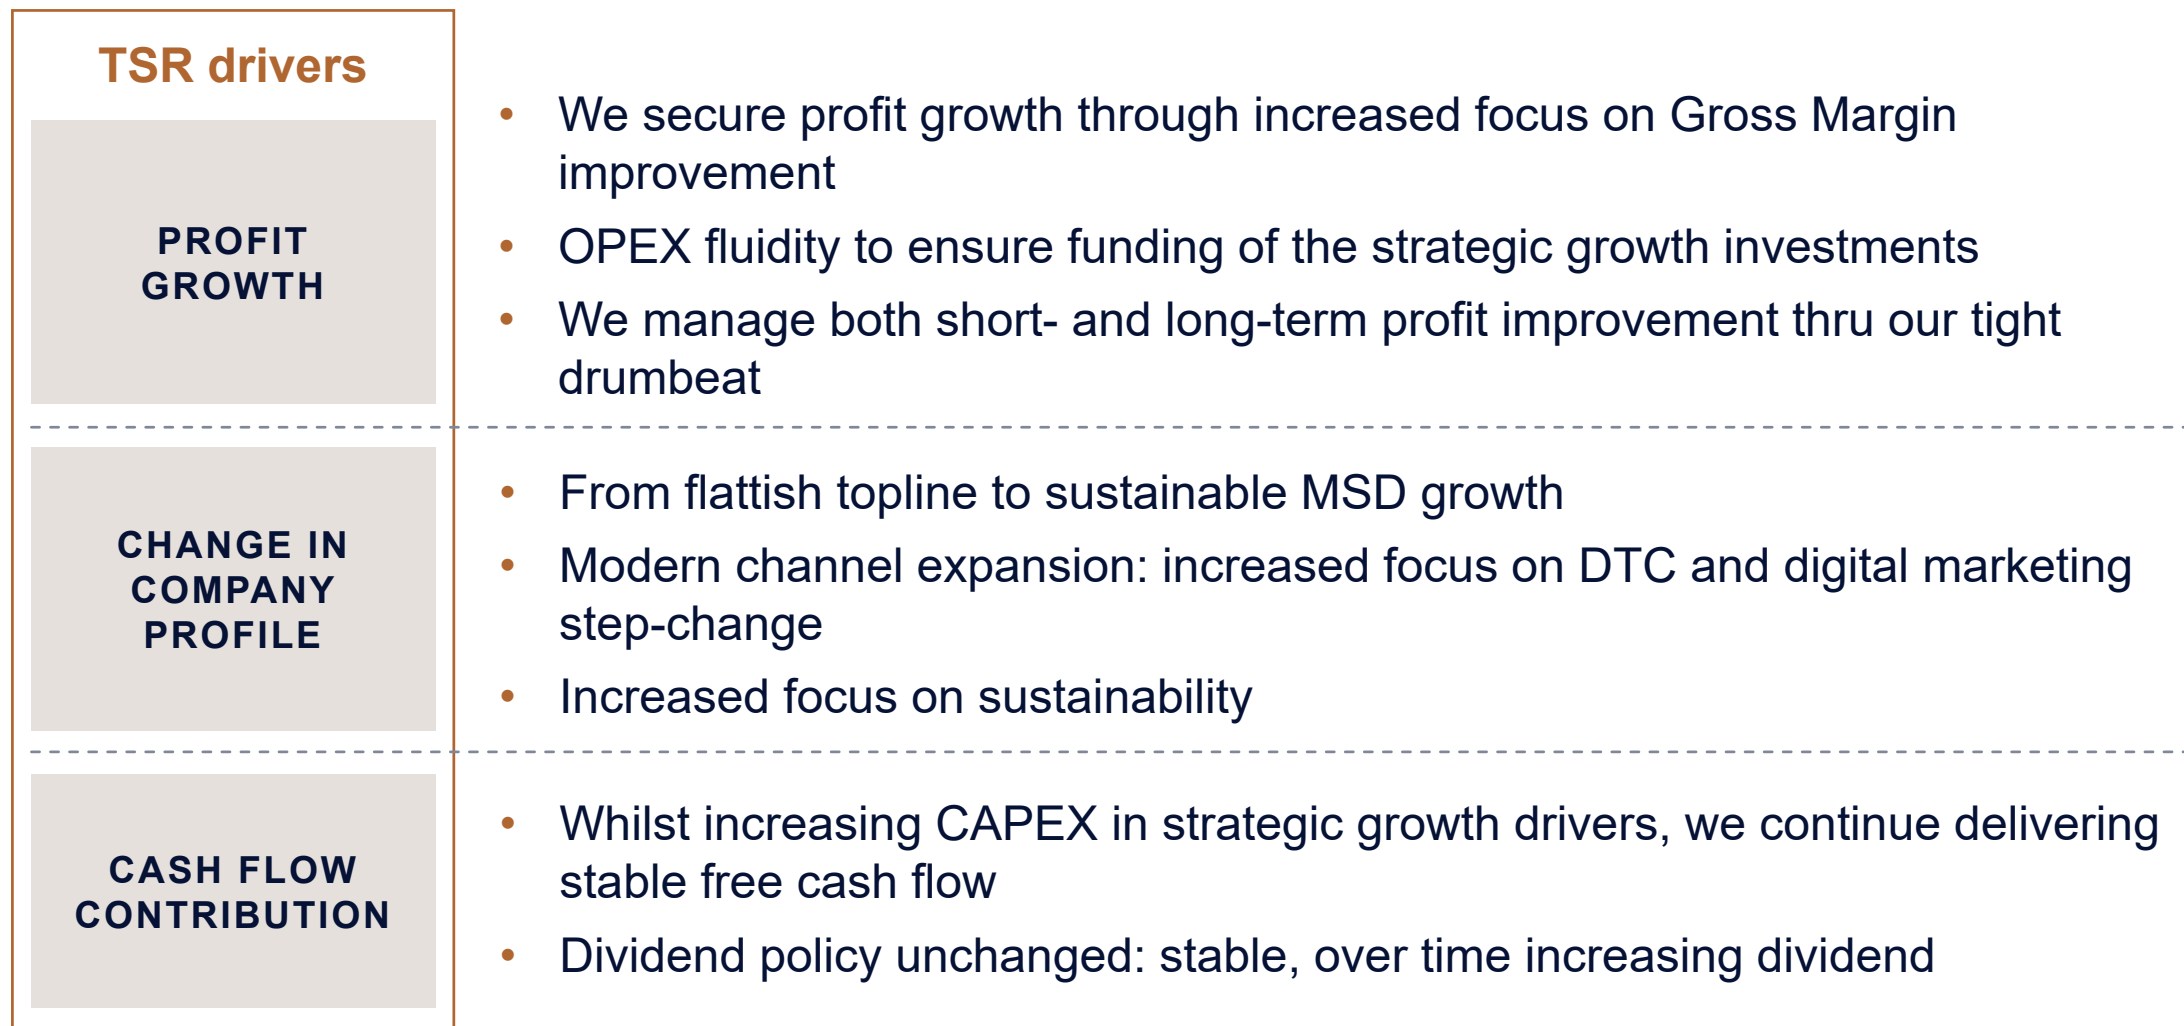 TSR drivers
PROFIT
GROWTH
• We secure profit growth through increased focus on Gross Margin
improvement
• OPEX fluidity to ensure funding of the strategic growth investments
• We manage both short- and long-term profit improvement thru our tight
drumbeat
CHANGE IN
COMPANY
PROFILE
• From flattish topline to sustainable MSD growth
• Modern channel expansion: increased focus on DTC and digital marketing
step-change
• Increased focus on sustainability
CASH FLOW
CONTRIBUTION
• Whilst increasing CAPEX in strategic growth drivers, we continue delivering
stable free cash flow
• Dividend policy unchanged: stable, over time increasing dividend